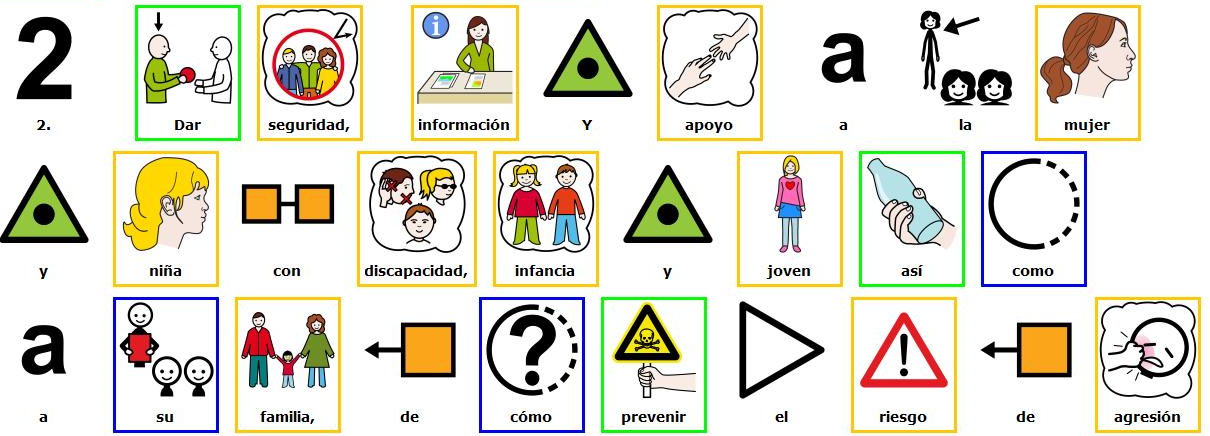 2
2. Dar seguridad, información Y apoyo a la mujer
y niña con discapacidad, infancia y joven así como
a su familia, de cómo prevenir el riesgo de agresión